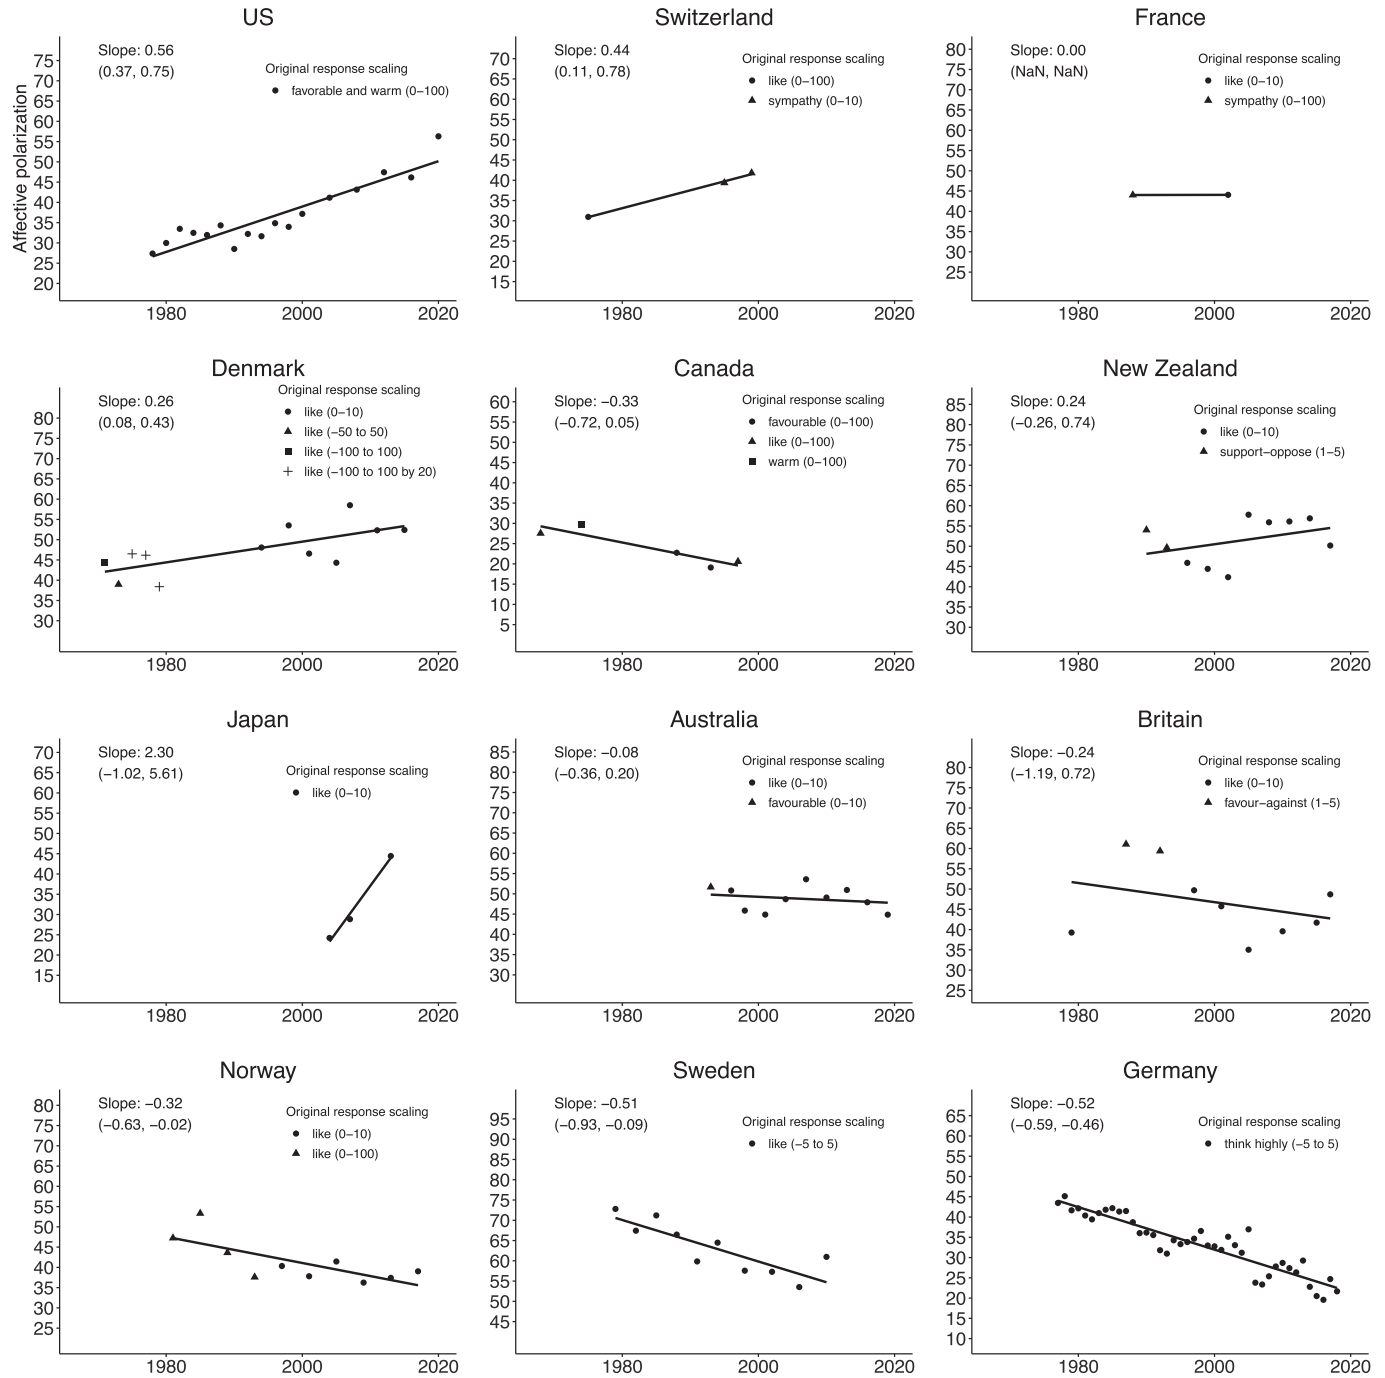 US
Slope: 0.56
(0.37, 0.75)
Original response scaling
favorable and warm (0−100)
Affective polarization
75
70
65
60
55
50
45
40
35
30
25
20
1980 2000 2020
Switzerland
Slope: 0.44
(0.11, 0.78)
Original response scaling
like (0−100)
sympathy (0−10)
70
65
60
55
50
45
40
35
30
25
20
15
1980 2000 2020
France
Slope: 0.00
(NaN, NaN)
Original response scaling
like (0−10)
sympathy (0−100)
80
75
70
65
60
55
50
45
40
35
30
25
1980 2000 2020
Denmark
Slope: 0.26
(0.08, 0.43)
Original response scaling
like (0−10)
like (−50 to 50)
like (−100 to 100)
like (−100 to 100 by 20)
80
75
70
65
60
55
50
45
40
35
30
1980 2000 2020
Canada
Slope: −0.33
(−0.72, 0.05)
Original response scaling
favourable (0−100)
like (0−100)
warm (0−100)
60
55
50
45
40
35
30
25
20
15
10
5
1980 2000 2020
New Zealand
Slope: 0.24
(−0.26, 0.74)
Original response scaling
like (0−10)
support−oppose (1−5)
85
80
75
70
65
60
55
50
45
40
35
30
1980 2000 2020
Japan
Slope: 2.30
(−1.02, 5.61)
Original response scaling
like (0−10)
70
65
60
55
50
45
40
35
30
25
20
15
1980 2000 2020
Australia
Slope: −0.08
(−0.36, 0.20)
Original response scaling
like (0−10)
favourable (0−10)
85
80
75
70
65
60
55
50
45
40
35
30
1980 2000 2020
Britain
Slope: −0.24
(−1.19, 0.72)
Original response scaling
like (0−10)
favour−against (1−5)
80
75
70
65
60
55
50
45
40
35
30
25
1980 2000 2020
Norway
Slope: −0.32
(−0.63, −0.02)
Original response scaling
like (0−10)
like (0−100)
80
75
70
65
60
55
50
45
40
35
30
25
1980 2000 2020
Sweden
Slope: −0.51
(−0.93, −0.09)
Original response scaling
like (−5 to 5)
95
90
85
80
75
70
65
60
55
50
45
1980 2000 2020
Germany
Slope: −0.52
(−0.59, −0.46)
Original response scaling
think highly (−5 to 5)
65
60
55
50
45
40
35
30
25
20
15
10
1980 2000 2020